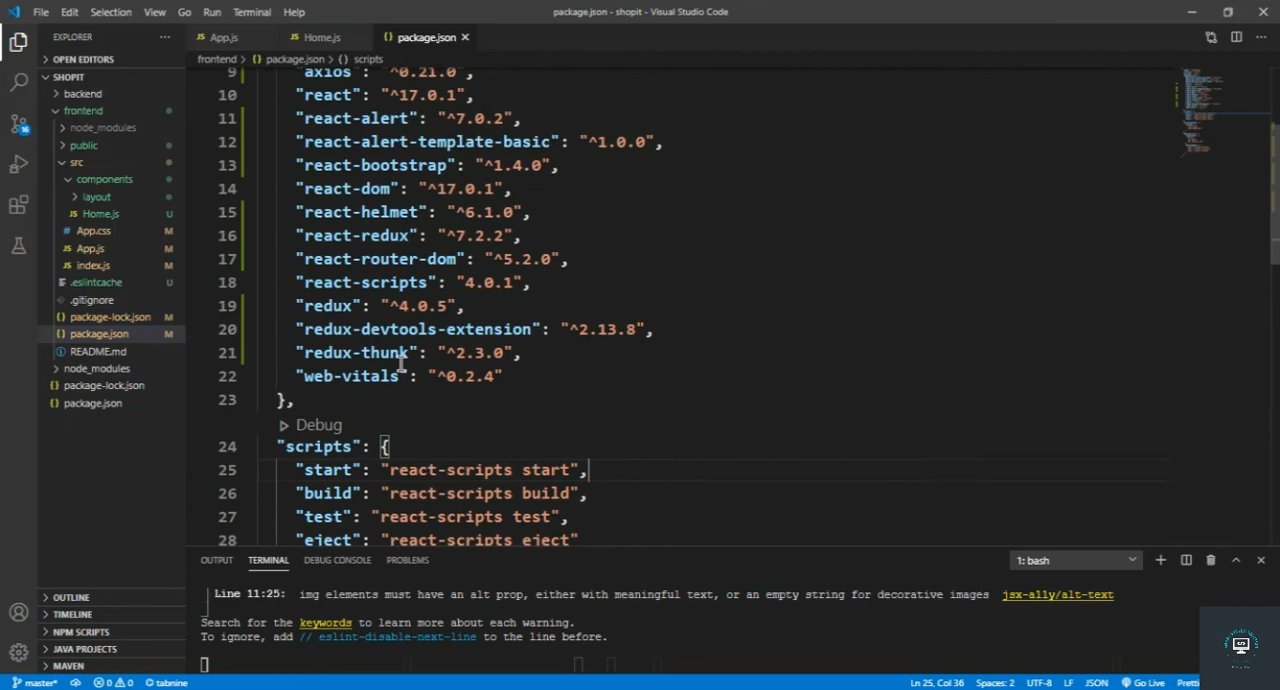 File Edit Selection View Go Run Terminal Help
package.json - shopit - Visual Studio Code
EXPLORER
OPEN EDITORS
SHOPIT
backend
frontend
node_modules
public
src
components
layout
Home.js U
App.css M
App.js M
index.js M
.eslintcache U
.gitignore
package-lock.json M
package.json M
README.md
node_modules
package-lock.json
package.json
OUTLINE
TIMELINE
NPM SCRIPTS
JAVA PROJECTS
MAVEN
16
JS App.js JS Home.js {} package.json
frontend > {} package.json > {} scripts
9 "axios": "^0.21.0",
10 "react": "^17.0.1",
11 "react-alert": "^7.0.2",
12 "react-alert-template-basic": "^1.0.0",
13 "react-bootstrap": "^1.4.0",
14 "react-dom": "^17.0.1",
15 "react-helmet": "^6.1.0",
16 "react-redux": "^7.2.2",
17 "react-router-dom": "^5.2.0",
18 "react-scripts": "4.0.1",
19 "redux": "^4.0.5",
20 "redux-devtools-extension": "^2.13.8",
21 "redux-thunk": "^2.3.0",
22 "web-vitals": "^0.2.4"
23 },
Debug
24 "scripts": {
25 "start": "react-scripts start",
26 "build": "react-scripts build",
27 "test": "react-scripts test",
28 "eject": "react-scripts eject"
OUTPUT TERMINAL DEBUG CONSOLE PROBLEMS
1: bash
Line 11:25: img elements must have an alt prop, either with meaningful text, or an empty string for decorative images jsx-a11y/alt-text
Search for the keywords to learn more about each warning.
To ignore, add // eslint-disable-next-line to the line before.
master* 0 0 tabnine
Ln 25, Col 36 Spaces: 2 UTF-8 LF JSON Go Live Pretti